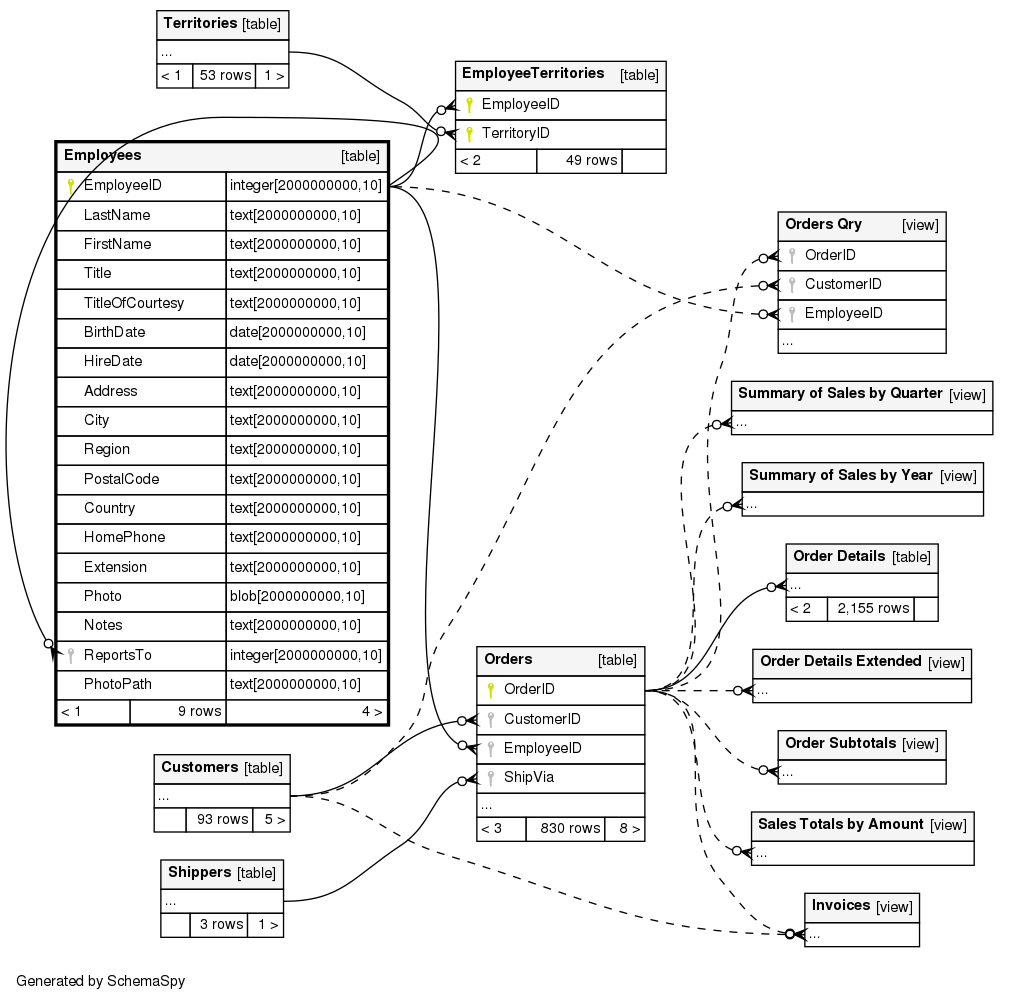 Territories [table]
...
< 1 53 rows 1 >
EmployeeTerritories [table]
EmployeeID
TerritoryID
< 2 49 rows
Employees [table]
EmployeeID integer[2000000000,10]
LastName text[2000000000,10]
FirstName text[2000000000,10]
Title text[2000000000,10]
TitleOfCourtesy text[2000000000,10]
BirthDate date[2000000000,10]
HireDate date[2000000000,10]
Address text[2000000000,10]
City text[2000000000,10]
Region text[2000000000,10]
PostalCode text[2000000000,10]
Country text[2000000000,10]
HomePhone text[2000000000,10]
Extension text[2000000000,10]
Photo blob[2000000000,10]
Notes text[2000000000,10]
ReportsTo integer[2000000000,10]
PhotoPath text[2000000000,10]
< 1 9 rows 4 >
Orders Qry [view]
OrderID
CustomerID
EmployeeID
...
Summary of Sales by Quarter [view]
...
Summary of Sales by Year [view]
...
Order Details [table]
...
< 2 2,155 rows
Orders [table]
OrderID
CustomerID
EmployeeID
ShipVia
...
< 3 830 rows 8 >
Order Details Extended [view]
...
Order Subtotals [view]
...
Customers [table]
...
93 rows 5 >
Sales Totals by Amount [view]
...
Shippers [table]
...
3 rows 1 >
Invoices [view]
...
Generated by SchemaSpy